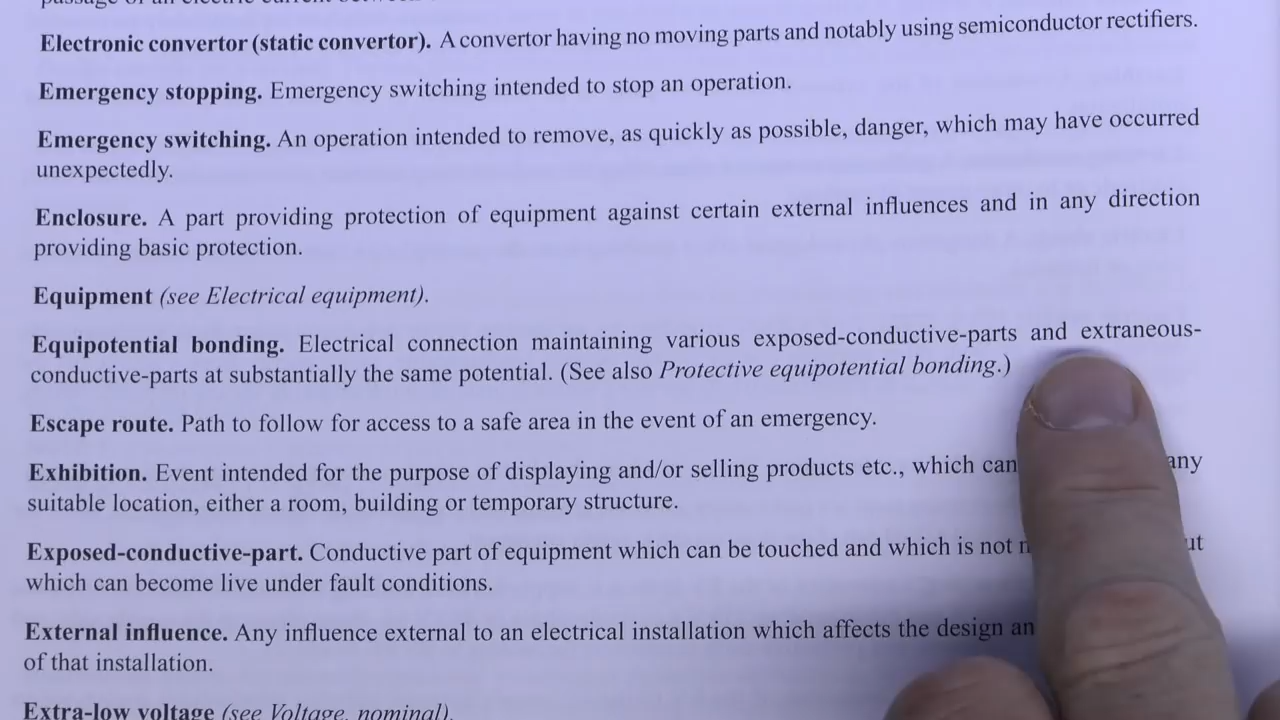 Electronic convertor (static convertor). A convertor having no moving parts and notably using semiconductor rectifiers.
Emergency stopping. Emergency switching intended to stop an operation.
Emergency switching. An operation intended to remove, as quickly as possible, danger, which may have occurred
unexpectedly.
Enclosure. A part providing protection of equipment against certain external influences and in any direction
providing basic protection.
Equipment (see Electrical equipment).
Equipotential bonding. Electrical connection maintaining various exposed-conductive-parts and extraneous-
conductive-parts at substantially the same potential. (See also Protective equipotential bonding.)
Escape route. Path to follow for access to a safe area in the event of an emergency.
Exhibition. Event intended for the purpose of displaying and/or selling products etc., which can any
suitable location, either a room, building or temporary structure.
Exposed-conductive-part. Conductive part of equipment which can be touched and which is not
which can become live under fault conditions.
External influence. Any influence external to an electrical installation which affects the design
of that installation.
Extra-low voltage (see Voltage, nominal).